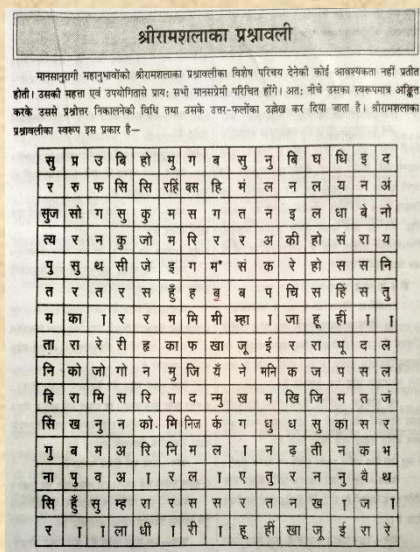 श्रीरामशलाका प्रश्नावली
मानसानुरागी महानुभावोंको श्रीरामशलाका प्रश्नावलीका विशेष परिचय देनेकी कोई आवश्यकता नहीं प्रतीत
होती। उसकी महत्ता एवं उपयोगितासे प्रायः सभी मानसप्रेमी परिचित होंगे। अतः नीचे उसका स्वरूपमात्र अङ्कित
करके उससे प्रश्नोत्तर निकालनेकी विधि तथा उसके उत्तर-फलोंका उल्लेख कर दिया जाता है। श्रीरामशलाका
प्रश्नावलीका स्वरूप इस प्रकार है—
सु प्र उ बि हो मु ग ब सु नु बि घ धि इ द
र रु फ सि सि रहिं बस हि मं ल न ल य न अं
सुज सो ग सु कु म स ग त न इ ल धा बे नो
त्य र न कु जो म रि र र अ की हो सं रा य
पु सु थ सी जे इ ग म* सं क रे हो स स नि
त र त र स हुँ ह ब ब प चि स हिं स तु
म का ा र र म मि मी म्हा ा जा हू हीं ा ा
ता रा रे री हृ का फ खा जू ई र रा पू द ल
नि को जो गो न मु जि यँ ने मनि क ज प स ल
हि रा मि स रि ग द न्मु ख म खि जि म त जं
सिं ख नु न को मि निज र्क ग धु ध सु का स र
गु ब म अ रि नि म ल ा न ढ़ ती न क भ
ना पु व अ ा र ल ा ए तु र न नु वै थ
सि हुँ सु म्ह रा र स स र त न ख ा ज ा
र ा ा ला धी ा री ा हू हीं खा जू ई रा रे